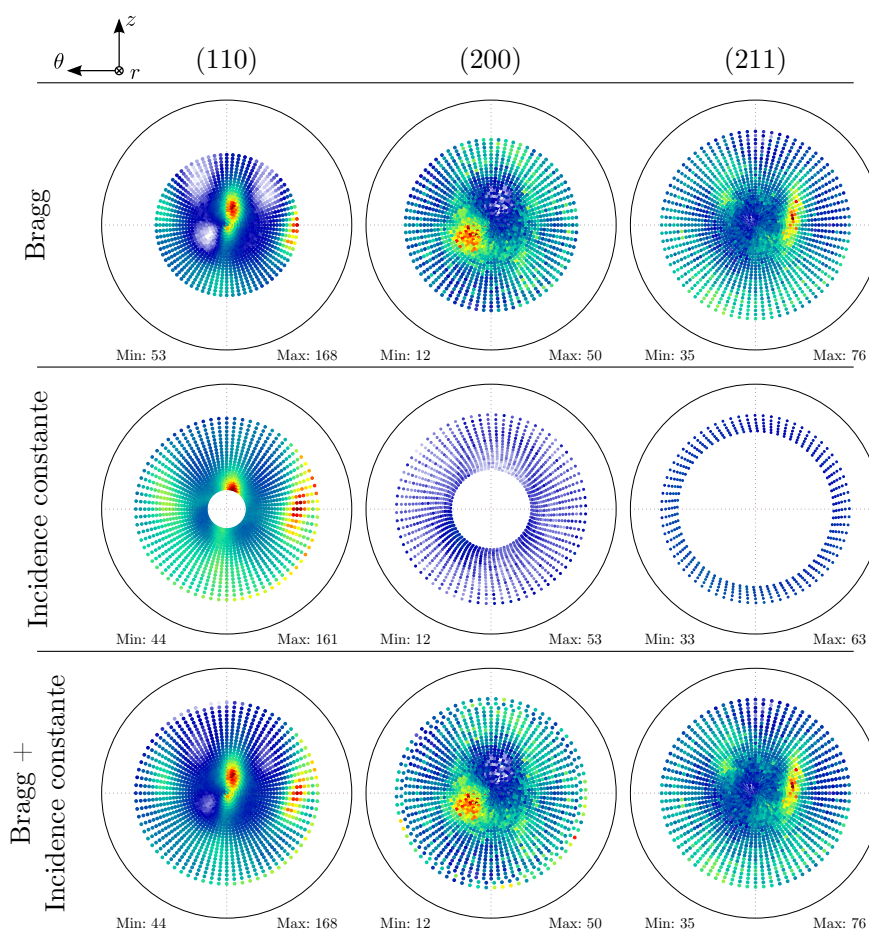 z
θ
r
(110) (200) (211)
Bragg
Min: 53 Max: 168 Min: 12 Max: 50 Min: 35 Max: 76
Incidence constante
Min: 44 Max: 161 Min: 12 Max: 53 Min: 33 Max: 63
Bragg +
Incidence constante
Min: 44 Max: 168 Min: 12 Max: 50 Min: 35 Max: 76